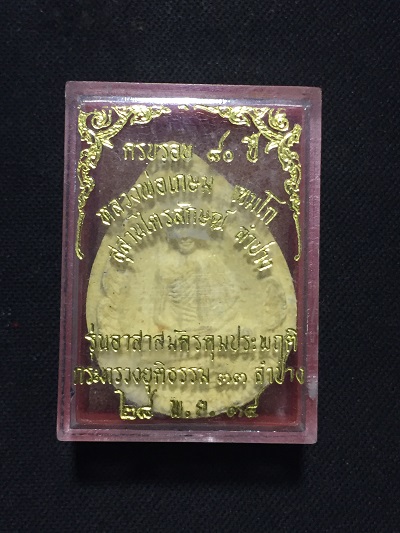 ครบรอบ ๘๐ ปี
หลวงพ่อเกษม เขมโก
สุสานไตรลักษณ์ ลำปาง
รุ่นอาสาสมัครคุมประพฤติ
กระทรวงยุติธรรม ๓๓ ลำปาง
๒๘ พ.ย. ๓๔